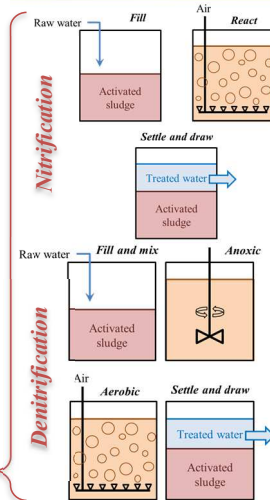 Nitrification
Raw water
Fill
Activated
sludge
Air
React
Settle and draw
Treated water
Activated
sludge
Denitrification
Raw water
Fill and mix
Activated
sludge
Anoxic
Air
Aerobic
Settle and draw
Treated water
Activated
sludge